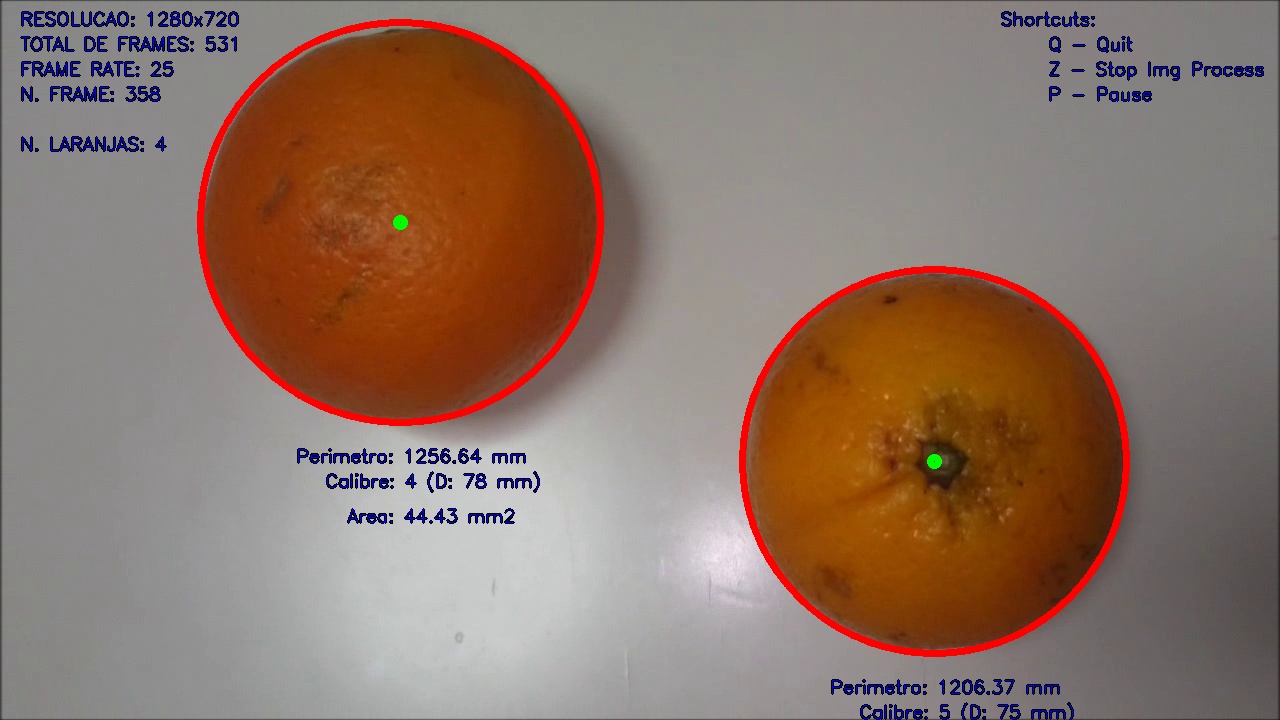 RESOLUCAO: 1280x720
TOTAL DE FRAMES: 531
FRAME RATE: 25
N. FRAME: 358
N. LARANJAS: 4
Shortcuts:
Q - Quit
Z - Stop Img Process
P - Pause
Perimetro: 1256.64 mm
Calibre: 4 (D: 78 mm)
Area: 44.43 mm2
Perimetro: 1206.37 mm
Calibre: 5 (D: 75 mm)